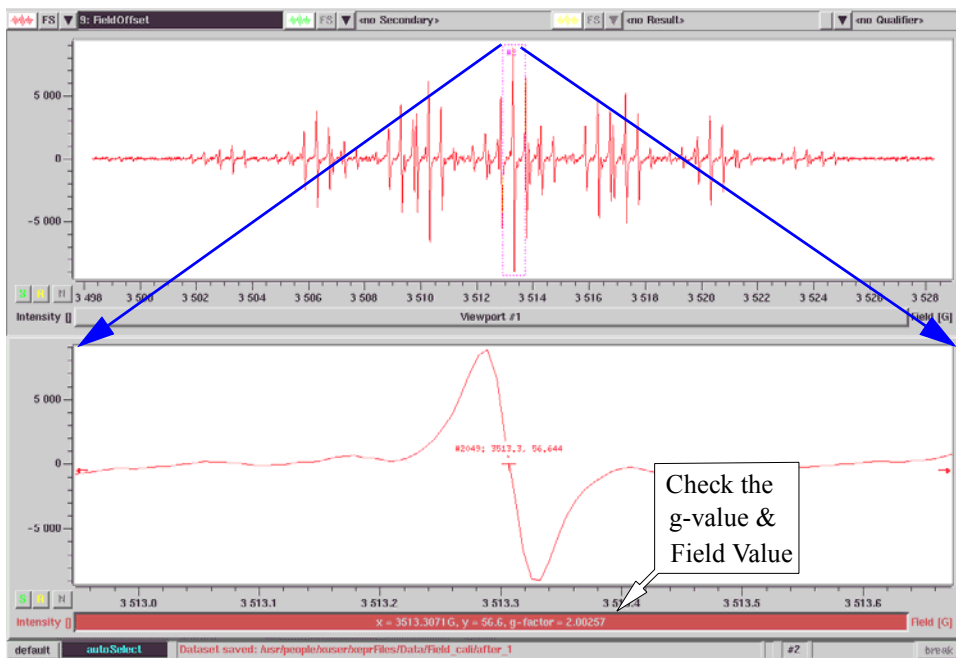 FS 9: FieldOffset FS <no Secondary> FS <no Result> <no Qualifier>
#2
5 000
0
-5 000
S R N
3 498 3 500 3 502 3 504 3 506 3 508 3 510 3 512 3 514 3 516 3 518 3 520 3 522 3 524 3 526 3 528
Intensity [] Viewport #1 Field [G]
5 000
#2049; 3513.3, 56.644
0
Check the
g-value &
Field Value
-5 000
S R N
3 513.0 3 513.1 3 513.2 3 513.3 3 513.4 3 513.5 3 513.6
Intensity [] x = 3513.3071G, y = 56.6, g-factor = 2.00257 Field [G]
default autoSelect Dataset saved: /usr/people/xuser/xeprFiles/Data/Field_cali/after_1 #2 break